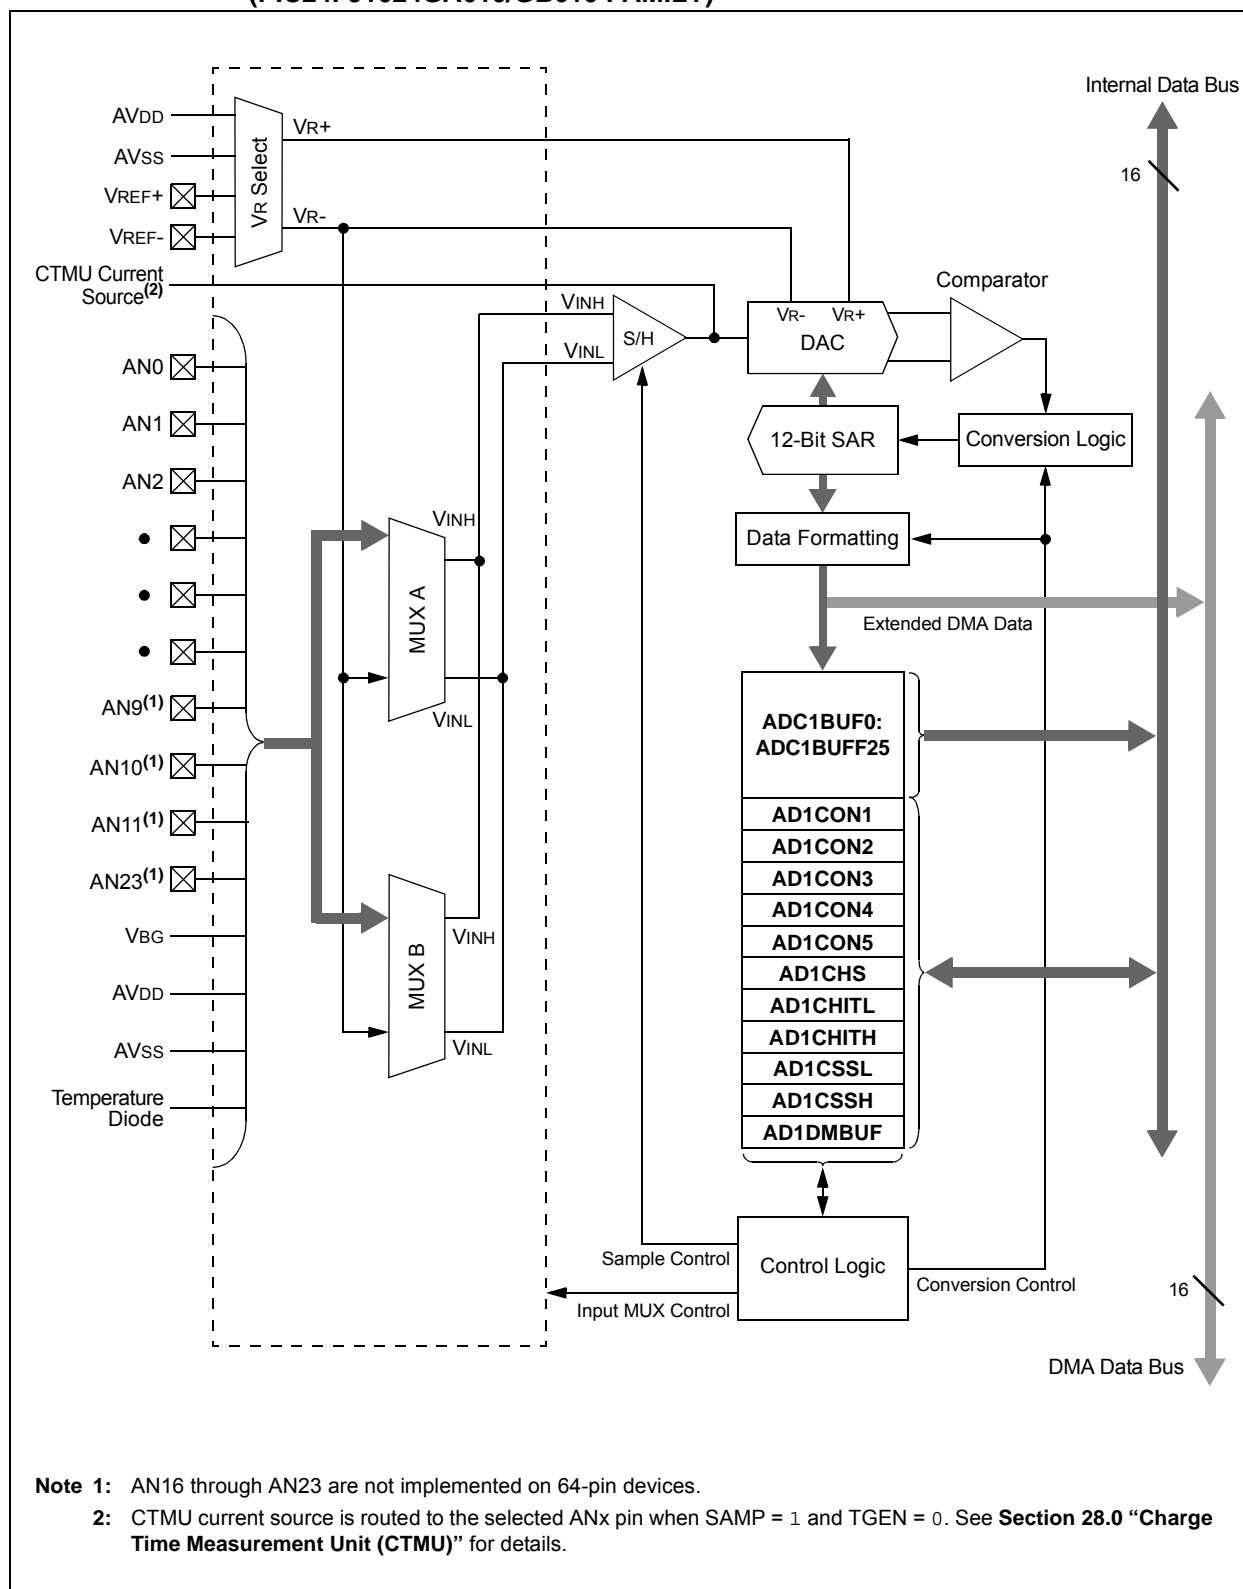 Internal Data Bus
AVDD
VR+
AVSS
VR Select
16
VREF+
VR-
VREF-
CTMU Current
Source(2)
Comparator
VINH
VR- VR+
S/H
DAC
VINL
AN0
AN1
12-Bit SAR
Conversion Logic
AN2
VINH
Data Formatting
MUX A
Extended DMA Data
AN9(1)
VINL
ADC1BUF0:
ADC1BUFF25
AN10(1)
AN11(1)
AD1CON1
AD1CON2
AN23(1)
AD1CON3
AD1CON4
VBG
VINH
AD1CON5
MUX B
AD1CHS
AVDD
AD1CHITL
AD1CHITH
AVSS
VINL
AD1CSSL
Temperature
Diode
AD1CSSH
AD1DMBUF
Sample Control
Control Logic
Conversion Control
Input MUX Control
16
DMA Data Bus
Note 1: AN16 through AN23 are not implemented on 64-pin devices.
2: CTMU current source is routed to the selected ANx pin when SAMP = 1 and TGEN = 0. See Section 28.0 “Charge
Time Measurement Unit (CTMU)” for details.